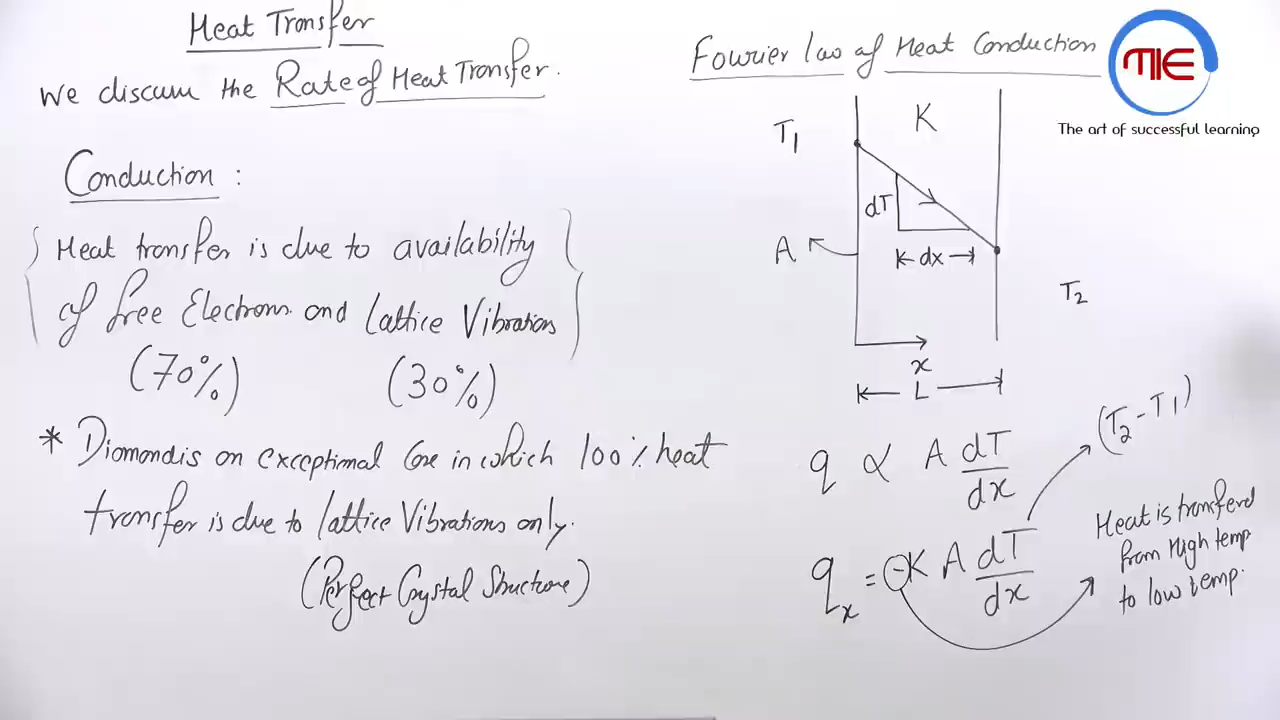 Heat Transfer
We discuss the Rate of Heat Transfer.
Conduction :
Heat transfer is due to availability
of free Electrons and Lattice Vibrations
(70%) (30%)
* Diamond is an exceptional Case in which 100% heat
transfer is due to lattice Vibrations only.
(Perfect Crystal Structure)
Fourier law of Heat Conduction
MIE
The art of successful learning
T1
K
dT
A
dx
T2
x
L
q ∝ A dT/dx
(T2 - T1)
qx = -K A dT/dx
Heat is transferd
from High temp
to low temp.